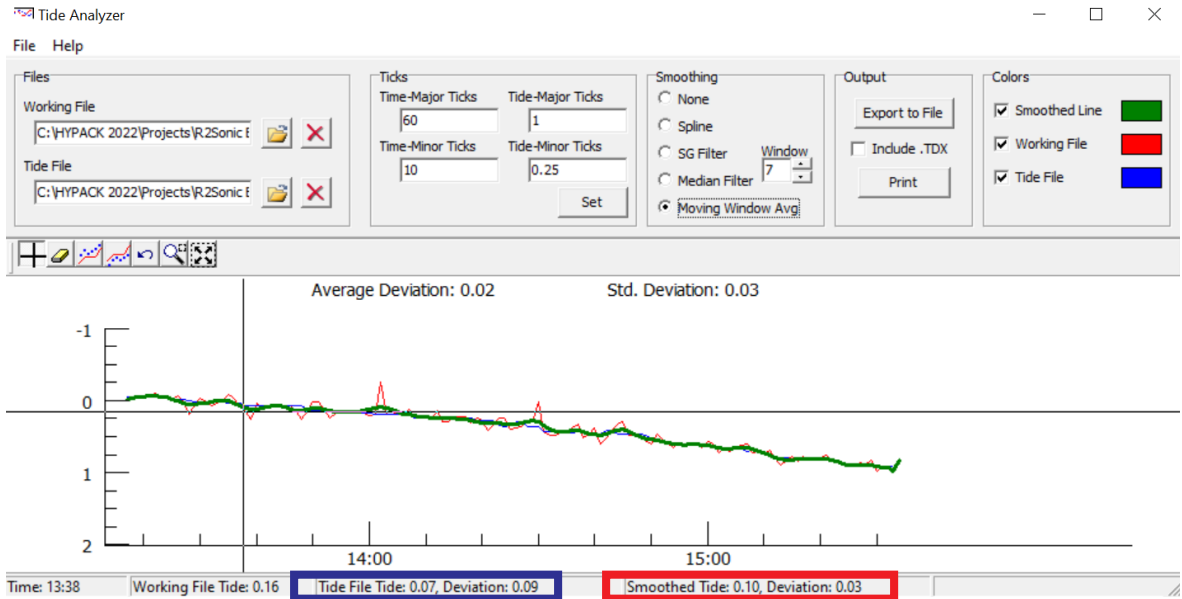 Tide Analyzer
File Help
Files
Working File
C:\HYPACK 2022\Projects\R2Sonic E
Tide File
C:\HYPACK 2022\Projects\R2Sonic E
Ticks
Time-Major Ticks Tide-Major Ticks
60 1
Time-Minor Ticks Tide-Minor Ticks
10 0.25
Set
Smoothing
None
Spline
SG Filter
Median Filter
Moving Window Avg
Window
7
Output
Export to File
Include .TDX
Print
Colors
Smoothed Line
Working File
Tide File
Average Deviation: 0.02 Std. Deviation: 0.03
-1
0
1
2
14:00 15:00
Time: 13:38 Working File Tide: 0.16 Tide File Tide: 0.07, Deviation: 0.09 Smoothed Tide: 0.10, Deviation: 0.03